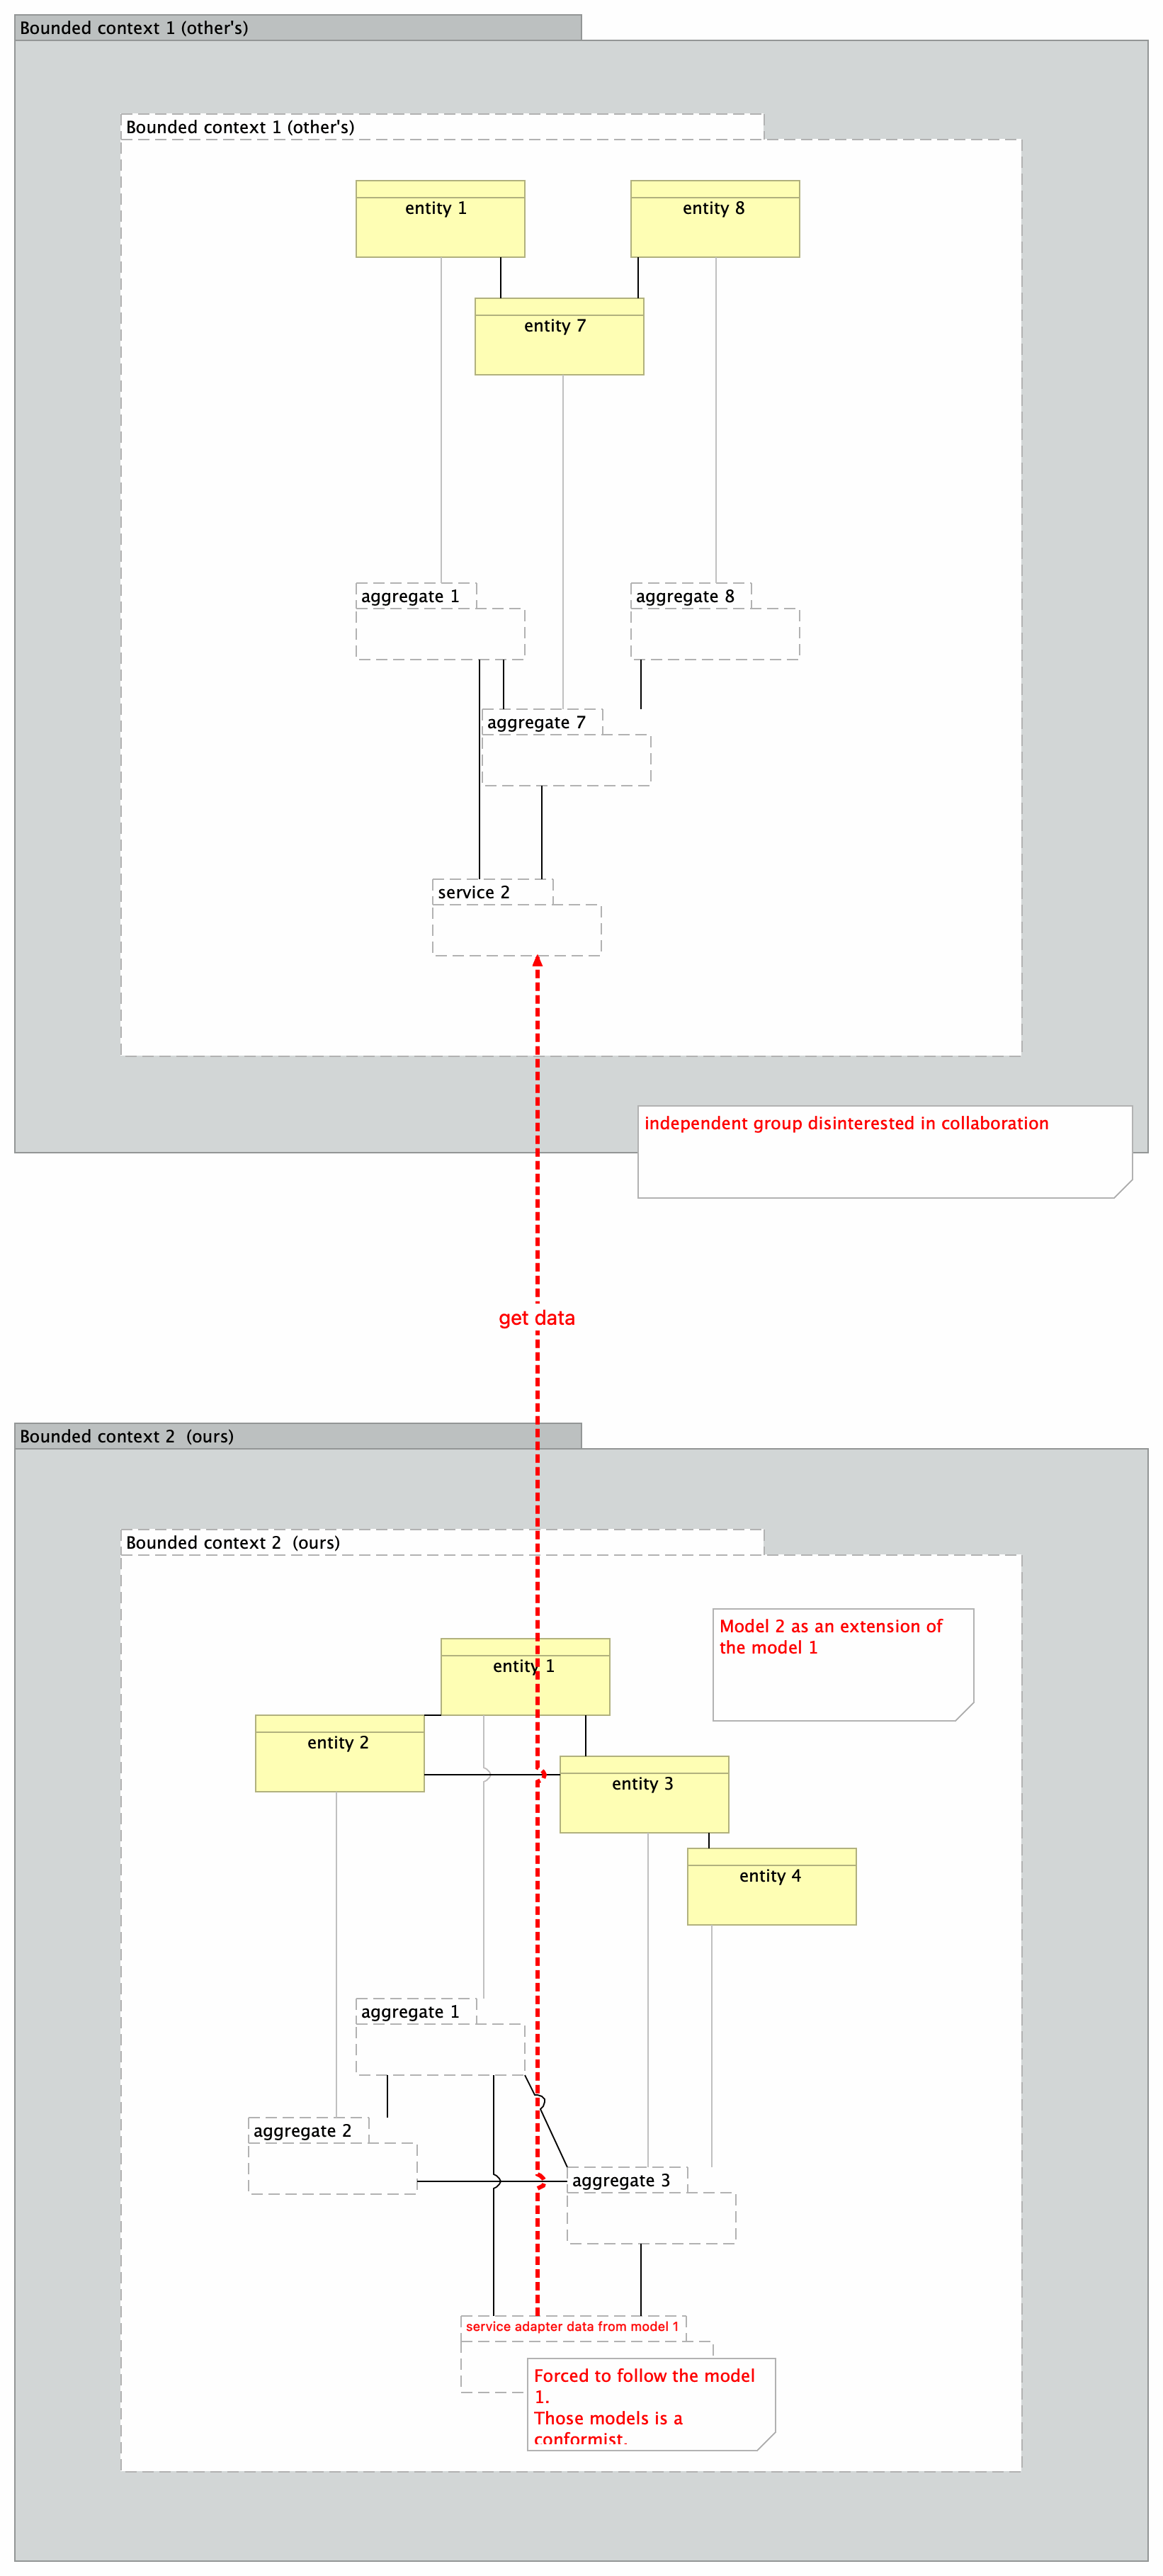 Bounded context 1 (other's)
Bounded context 1 (other's)
entity 1
entity 8
entity 7
aggregate 1
aggregate 8
aggregate 7
service 2
independent group disinterested in collaboration
get data
Bounded context 2  (ours)
Bounded context 2  (ours)
Model 2 as an extension of
the model 1
entity 1
entity 2
entity 3
entity 4
aggregate 1
aggregate 2
aggregate 3
service adapter data from model 1
Forced to follow the model
1.
Those models is a
conformist.